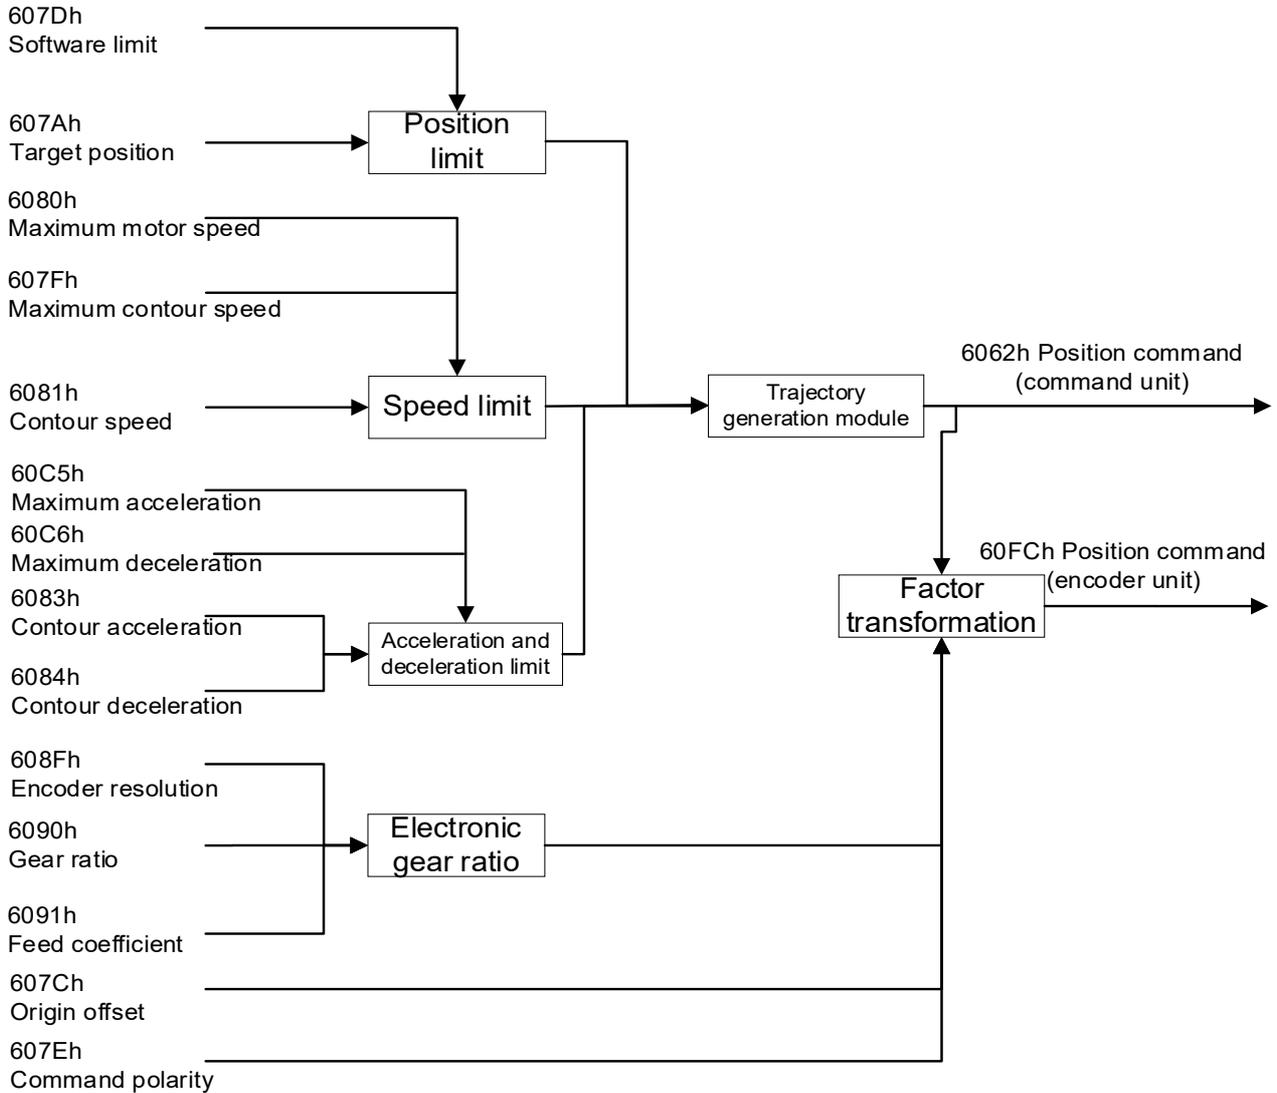 607Dh
Software limit
607Ah
Target position
Position
limit
6080h
Maximum motor speed
607Fh
Maximum contour speed
6081h
Contour speed
Speed limit
Trajectory
generation module
6062h Position command
(command unit)
60C5h
Maximum acceleration
60C6h
Maximum deceleration
6083h
Contour acceleration
6084h
Contour deceleration
Acceleration and
deceleration limit
60FCh Position command
(encoder unit)
Factor
transformation
608Fh
Encoder resolution
6090h
Gear ratio
6091h
Feed coefficient
Electronic
gear ratio
607Ch
Origin offset
607Eh
Command polarity